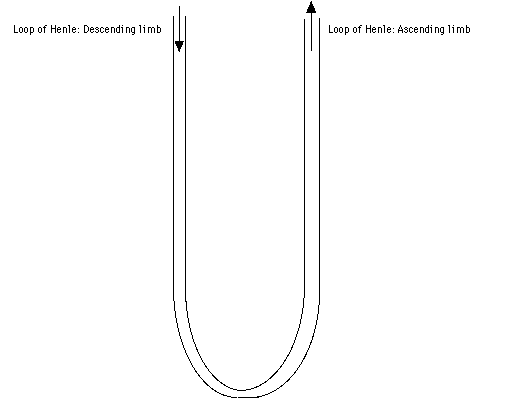 Loop of Henle: Descending limb
Loop of Henle: Ascending limb